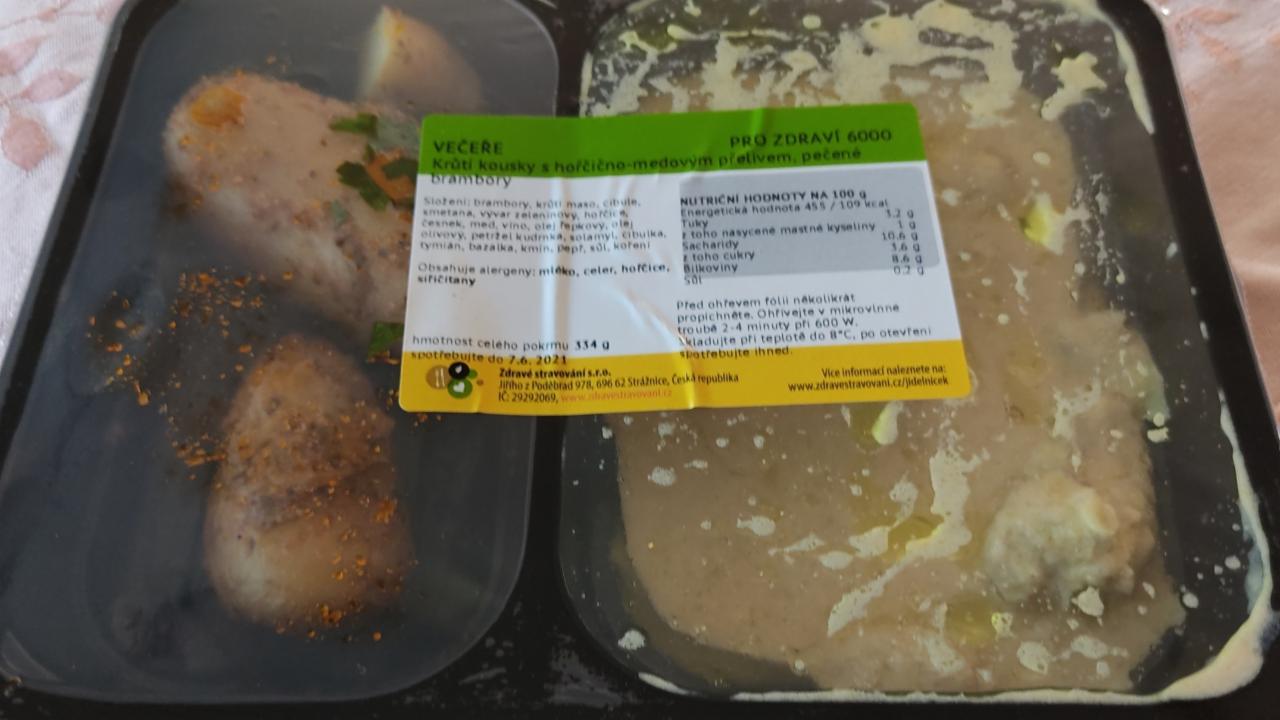 VEČEŘE
PRO ZDRAVÍ 6000
Krůtí kousky s hořčično-medovým přelivem, pečené
brambory
Složení: brambory, krůtí maso, cibule,
smetana, vývar zeleninový, hořčice,
česnek, med, víno, olej řepkový, olej
olivový, petržel kudrnka, solamyl, cibulka,
tymián, bazalka, kmín, pepř, sůl, koření
Obsahuje alergeny: mléko, celer, hořčice,
siřičitany
hmotnost celého pokrmu 334 g
spotřebujte do 7.6. 2021
NUTRIČNÍ HODNOTY NA 100 g
Energetická hodnota 455 / 109 kcal
Tuky 3,2 g
z toho nasycené mastné kyseliny 1 g
Sacharidy 10,6 g
z toho cukry 3,6 g
Bílkoviny 8,6 g
Sůl 0,2 g
Před ohřevem fólii několikrát
propíchněte. Ohřívejte v mikrovlnné
troubě 2-4 minuty při 600 W.
Skladujte při teplotě do 8°C, po otevření
spotřebujte ihned.
Zdravé stravování s.r.o.
Jiřího z Poděbrad 978, 696 62 Strážnice, Česká republika
IČ: 29292069, www.zdravestravovani.cz
Více informací naleznete na:
www.zdravestravovani.cz/jidelnicek